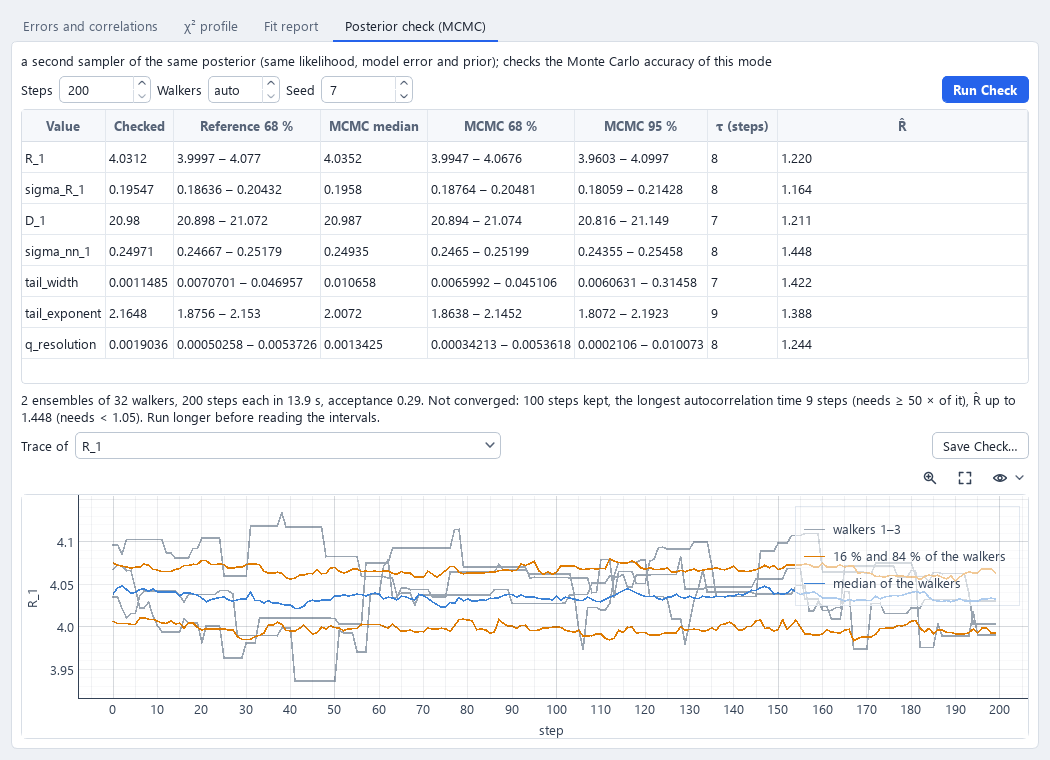 Errors and correlations χ² profile Fit report Posterior check (MCMC)
a second sampler of the same posterior (same likelihood, model error and prior); checks the Monte Carlo accuracy of this mode
Steps 200 Walkers auto Seed 7 Run Check
Value Checked Reference 68 % MCMC median MCMC 68 % MCMC 95 % τ (steps) R̂
R_1 4.0312 3.9997 – 4.077 4.0352 3.9947 – 4.0676 3.9603 – 4.0997 8 1.220
sigma_R_1 0.19547 0.18636 – 0.20432 0.1958 0.18764 – 0.20481 0.18059 – 0.21428 8 1.164
D_1 20.98 20.898 – 21.072 20.987 20.894 – 21.074 20.816 – 21.149 7 1.211
sigma_nn_1 0.24971 0.24667 – 0.25179 0.24935 0.2465 – 0.25199 0.24355 – 0.25458 8 1.448
tail_width 0.0011485 0.0070701 – 0.046957 0.010658 0.0065992 – 0.045106 0.0060631 – 0.31458 7 1.422
tail_exponent 2.1648 1.8756 – 2.153 2.0072 1.8638 – 2.1452 1.8072 – 2.1923 9 1.388
q_resolution 0.0019036 0.00050258 – 0.0053726 0.0013425 0.00034213 – 0.0053618 0.0002106 – 0.010073 8 1.244
2 ensembles of 32 walkers, 200 steps each in 13.9 s, acceptance 0.29. Not converged: 100 steps kept, the longest autocorrelation time 9 steps (needs ≥ 50 × of it), R̂ up to
1.448 (needs < 1.05). Run longer before reading the intervals.
Trace of R_1 Save Check...
walkers 1–3
16 % and 84 % of the walkers
median of the walkers
R_1
4.1
4.05
4.0
3.95
0 10 20 30 40 50 60 70 80 90 100 110 120 130 140 150 160 170 180 190 200
step